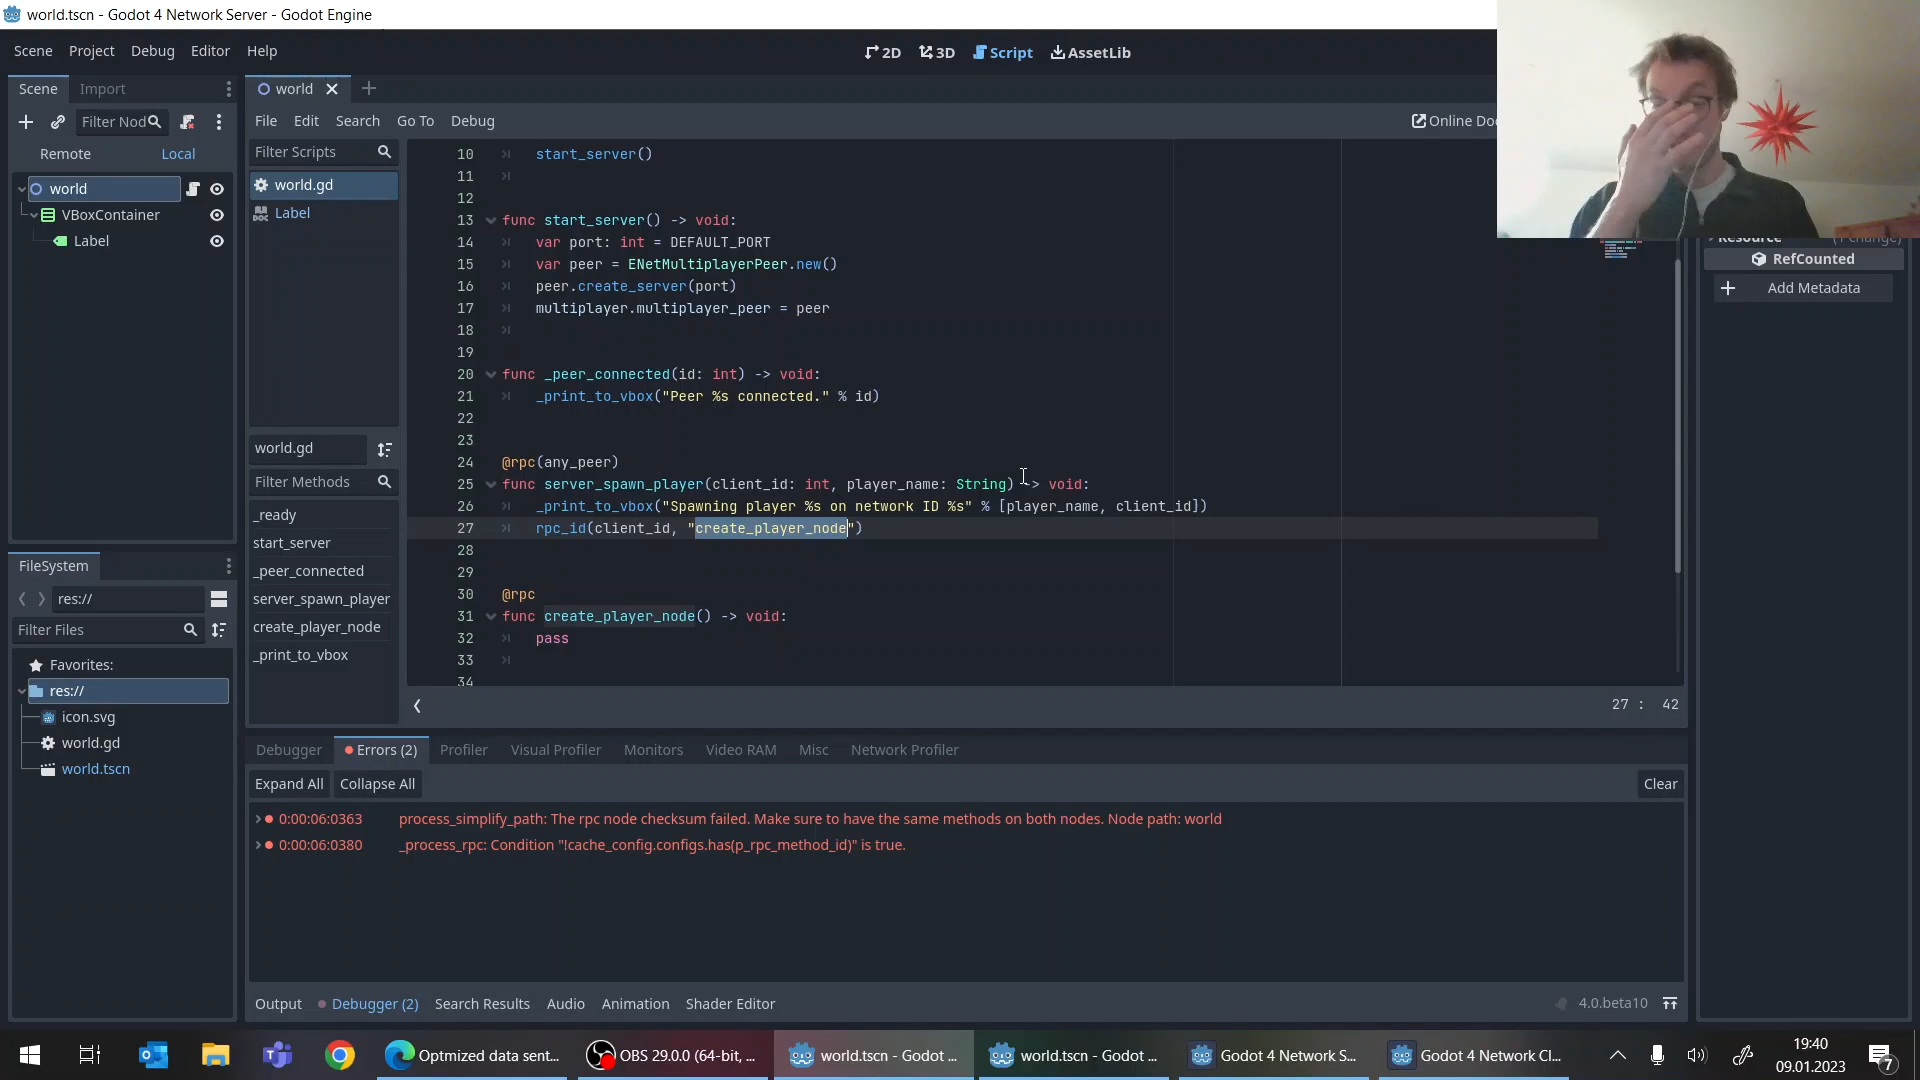 world.tscn - Godot 4 Network Server - Godot Engine
Scene Project Debug Editor Help
2D 3D Script AssetLib
Scene Import
world
Filter Nod
File Edit Search Go To Debug
Online Doc
Remote Local
Filter Scripts
world
VBoxContainer
Label
world.gd
Label
10 start_server()
11
12
13 func start_server() -> void:
14 var port: int = DEFAULT_PORT
15 var peer = ENetMultiplayerPeer.new()
16 peer.create_server(port)
17 multiplayer.multiplayer_peer = peer
18
19
20 func _peer_connected(id: int) -> void:
21 _print_to_vbox("Peer %s connected." % id)
22
23
24 @rpc(any_peer)
25 func server_spawn_player(client_id: int, player_name: String) -> void:
26 _print_to_vbox("Spawning player %s on network ID %s" % [player_name, client_id])
27 rpc_id(client_id, "create_player_node")
28
29
30 @rpc
31 func create_player_node() -> void:
32 pass
33
34
27 : 42
world.gd
Filter Methods
_ready
start_server
_peer_connected
server_spawn_player
create_player_node
_print_to_vbox
Resource (1 change)
RefCounted
Add Metadata
FileSystem
res://
Filter Files
Favorites:
res://
icon.svg
world.gd
world.tscn
Debugger Errors (2) Profiler Visual Profiler Monitors Video RAM Misc Network Profiler
Expand All Collapse All Clear
0:00:06:0363 process_simplify_path: The rpc node checksum failed. Make sure to have the same methods on both nodes. Node path: world
0:00:06:0380 _process_rpc: Condition "!cache_config.configs.has(p_rpc_method_id)" is true.
Output Debugger (2) Search Results Audio Animation Shader Editor
4.0.beta10
Optmized data sent... OBS 29.0.0 (64-bit, ... world.tscn - Godot ... world.tscn - Godot ... Godot 4 Network S... Godot 4 Network Cl...
19:40
09.01.2023
7